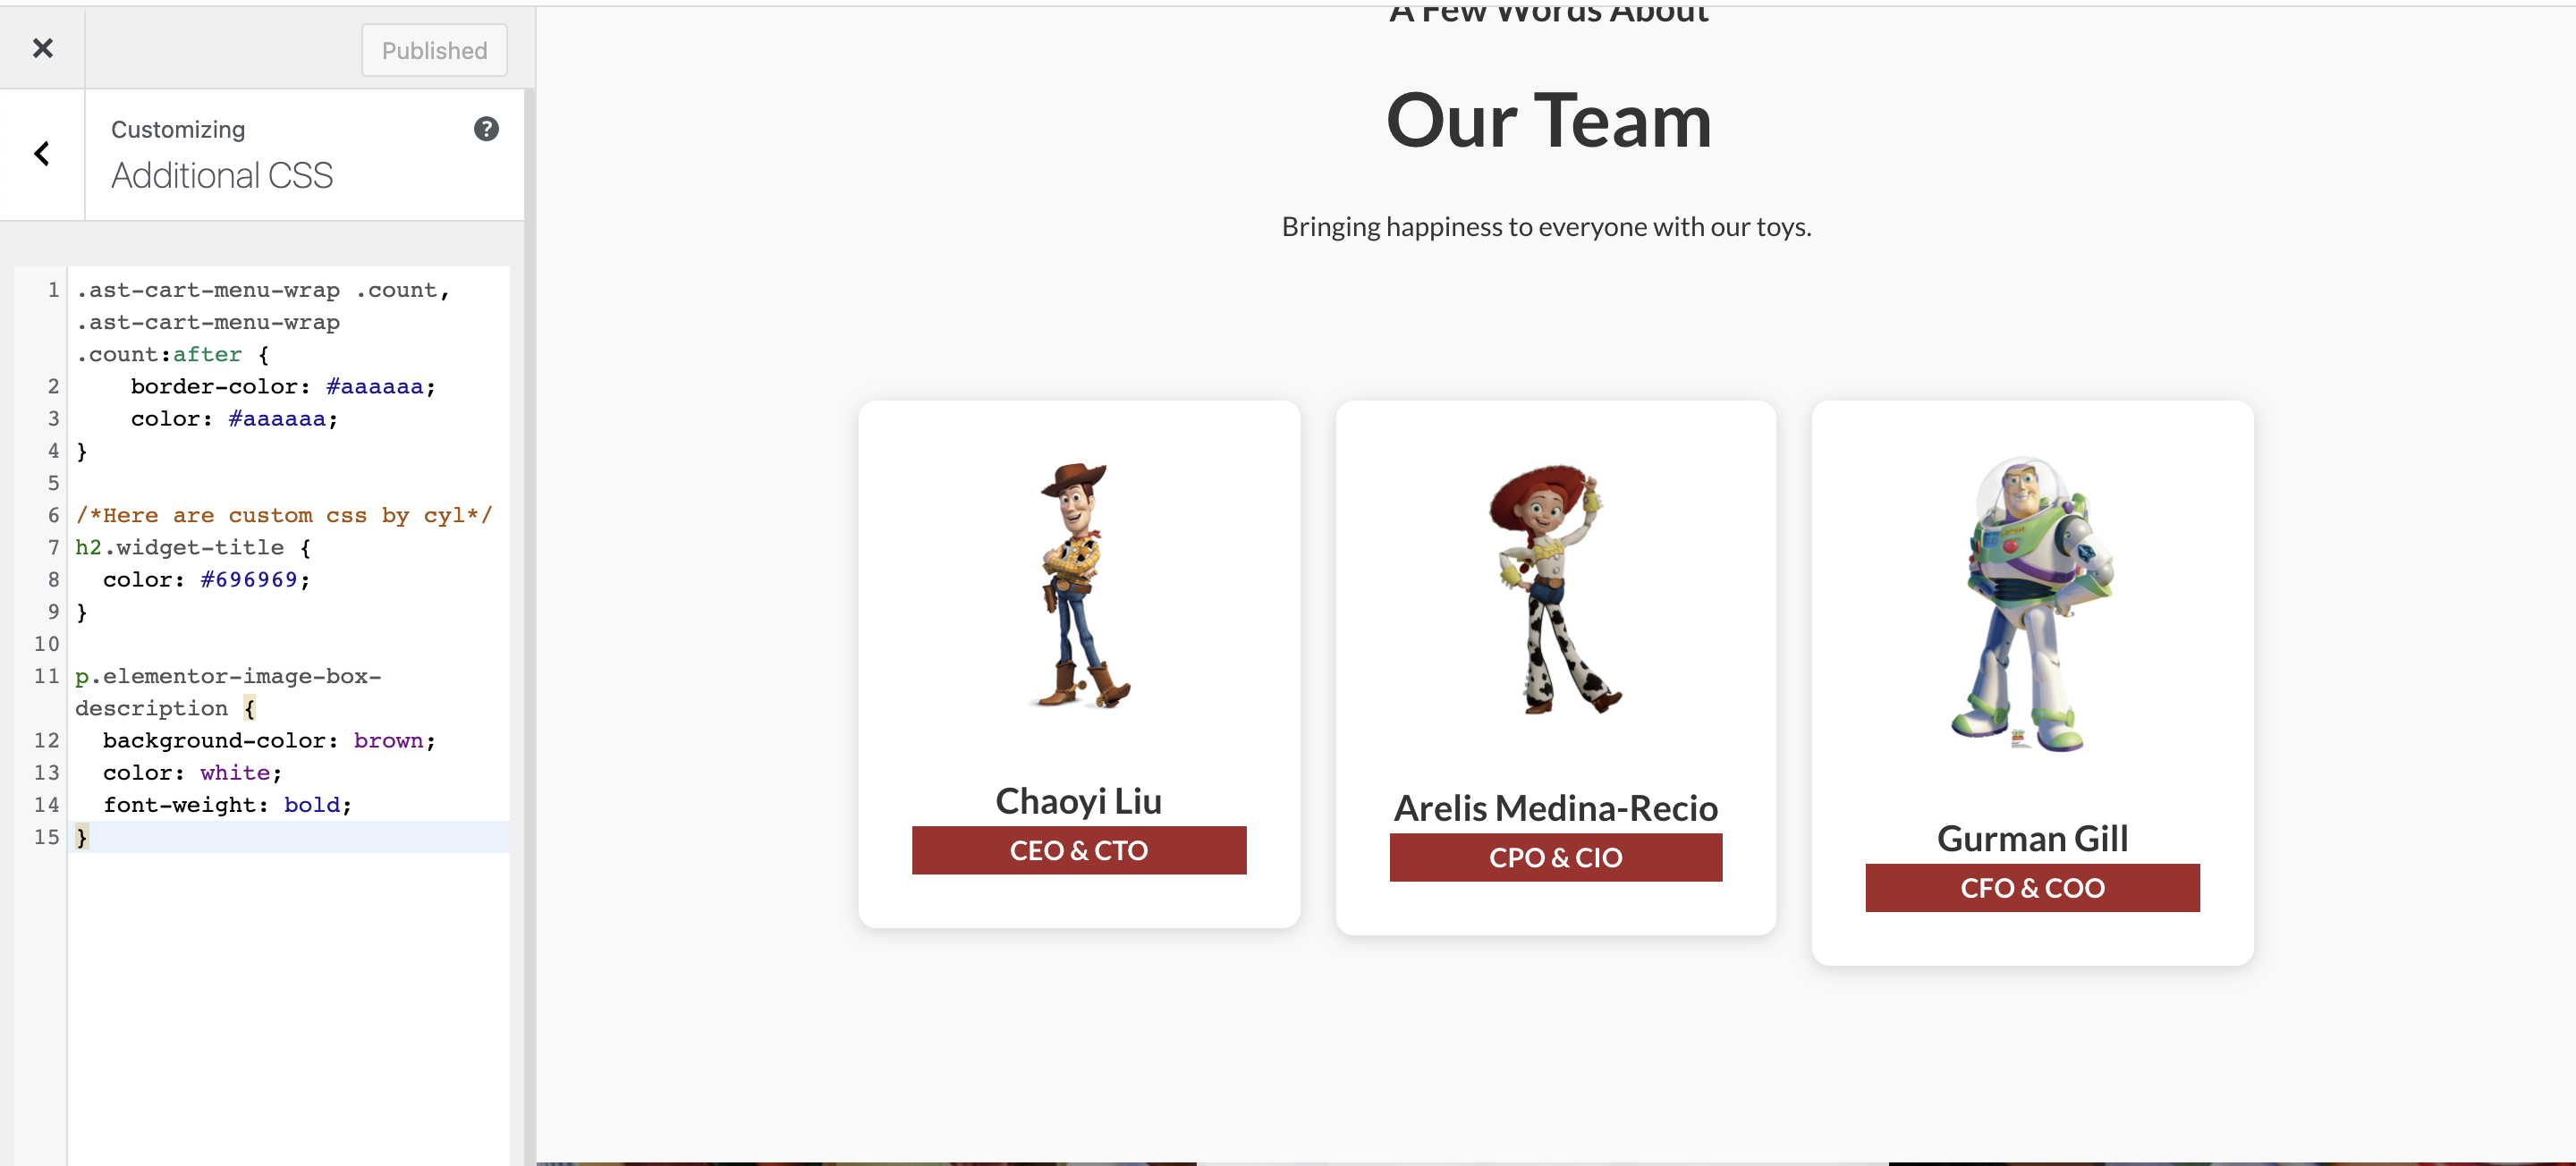 Published
Customizing
Additional CSS
1 .ast-cart-menu-wrap .count,
.ast-cart-menu-wrap
.count:after {
2 border-color: #aaaaaa;
3 color: #aaaaaa;
4 }
5
6 /*Here are custom css by cyl*/
7 h2.widget-title {
8 color: #696969;
9 }
10
11 p.elementor-image-box-
description {
12 background-color: brown;
13 color: white;
14 font-weight: bold;
15 }
A Few Words About
Our Team
Bringing happiness to everyone with our toys.
Chaoyi Liu
CEO & CTO
Arelis Medina-Recio
CPO & CIO
Gurman Gill
CFO & COO